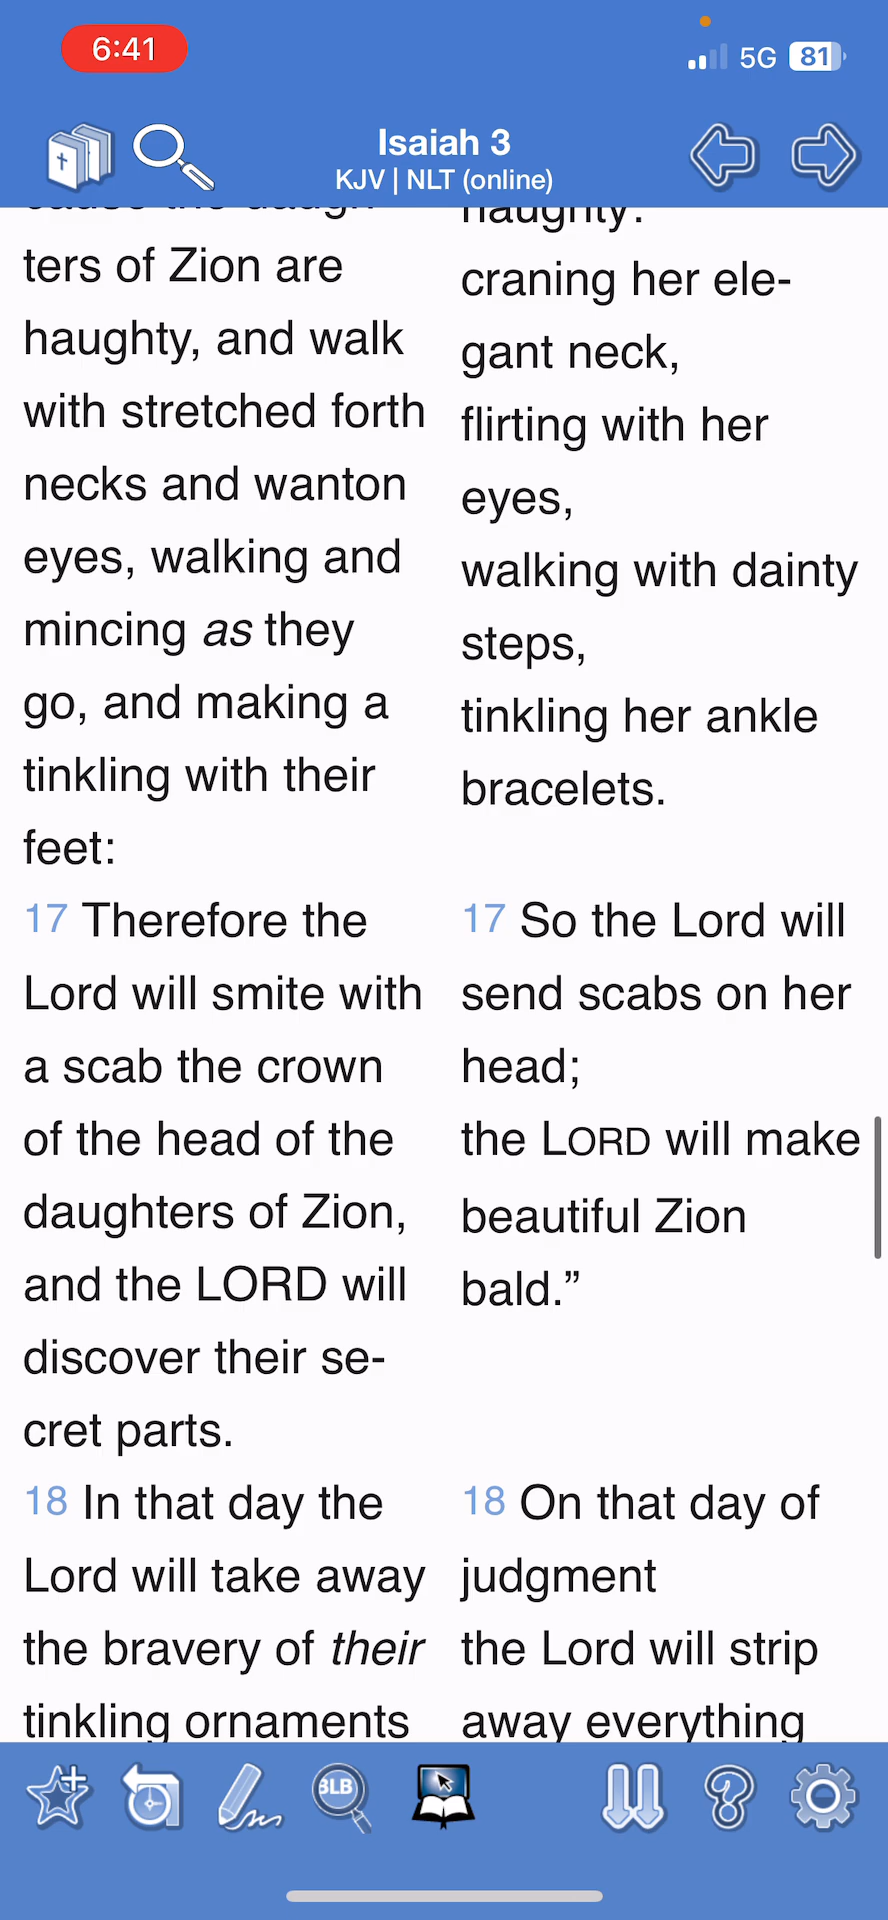 6:41
5G 81
Isaiah 3
KJV | NLT (online)
ters of Zion are
haughty, and walk
with stretched forth
necks and wanton
eyes, walking and
mincing as they
go, and making a
tinkling with their
feet:
17 Therefore the
Lord will smite with
a scab the crown
of the head of the
daughters of Zion,
and the LORD will
discover their se-
cret parts.
18 In that day the
Lord will take away
the bravery of their
tinkling ornaments
haughty:
craning her ele-
gant neck,
flirting with her
eyes,
walking with dainty
steps,
tinkling her ankle
bracelets.
17 So the Lord will
send scabs on her
head;
the LORD will make
beautiful Zion
bald.”
18 On that day of
judgment
the Lord will strip
away everything
BLB